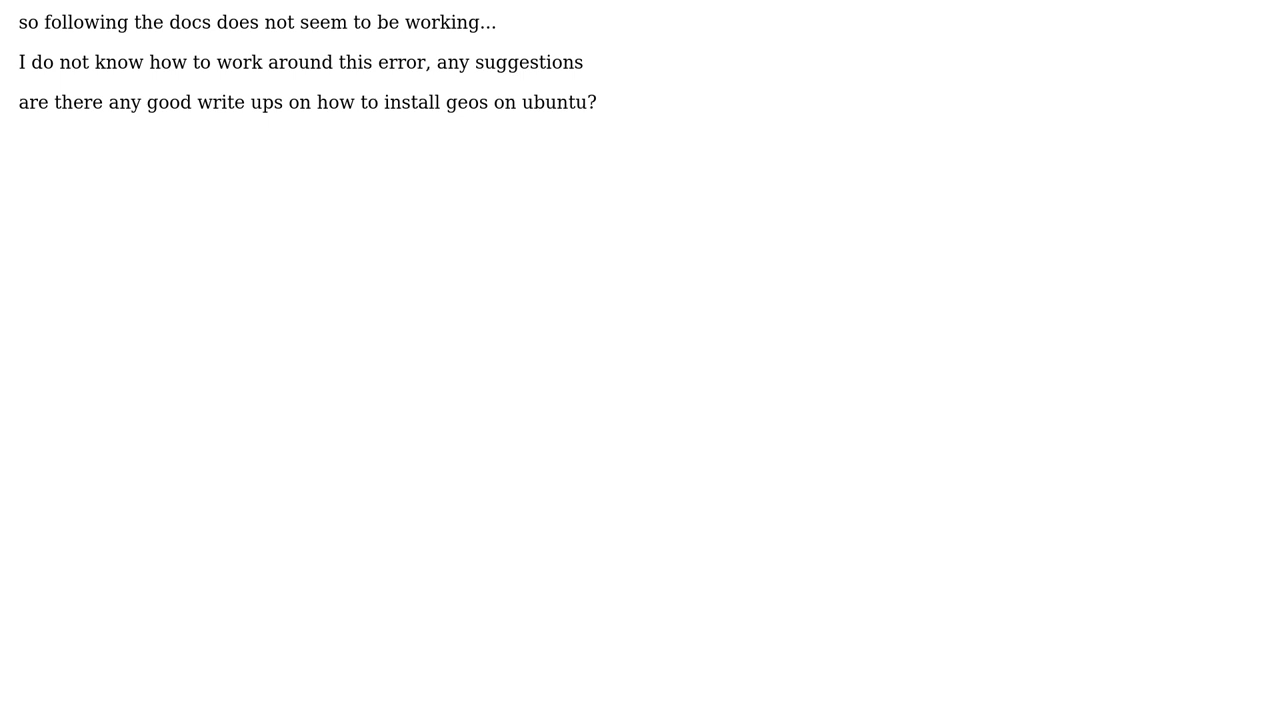 so following the docs does not seem to be working...
I do not know how to work around this error, any suggestions
are there any good write ups on how to install geos on ubuntu?